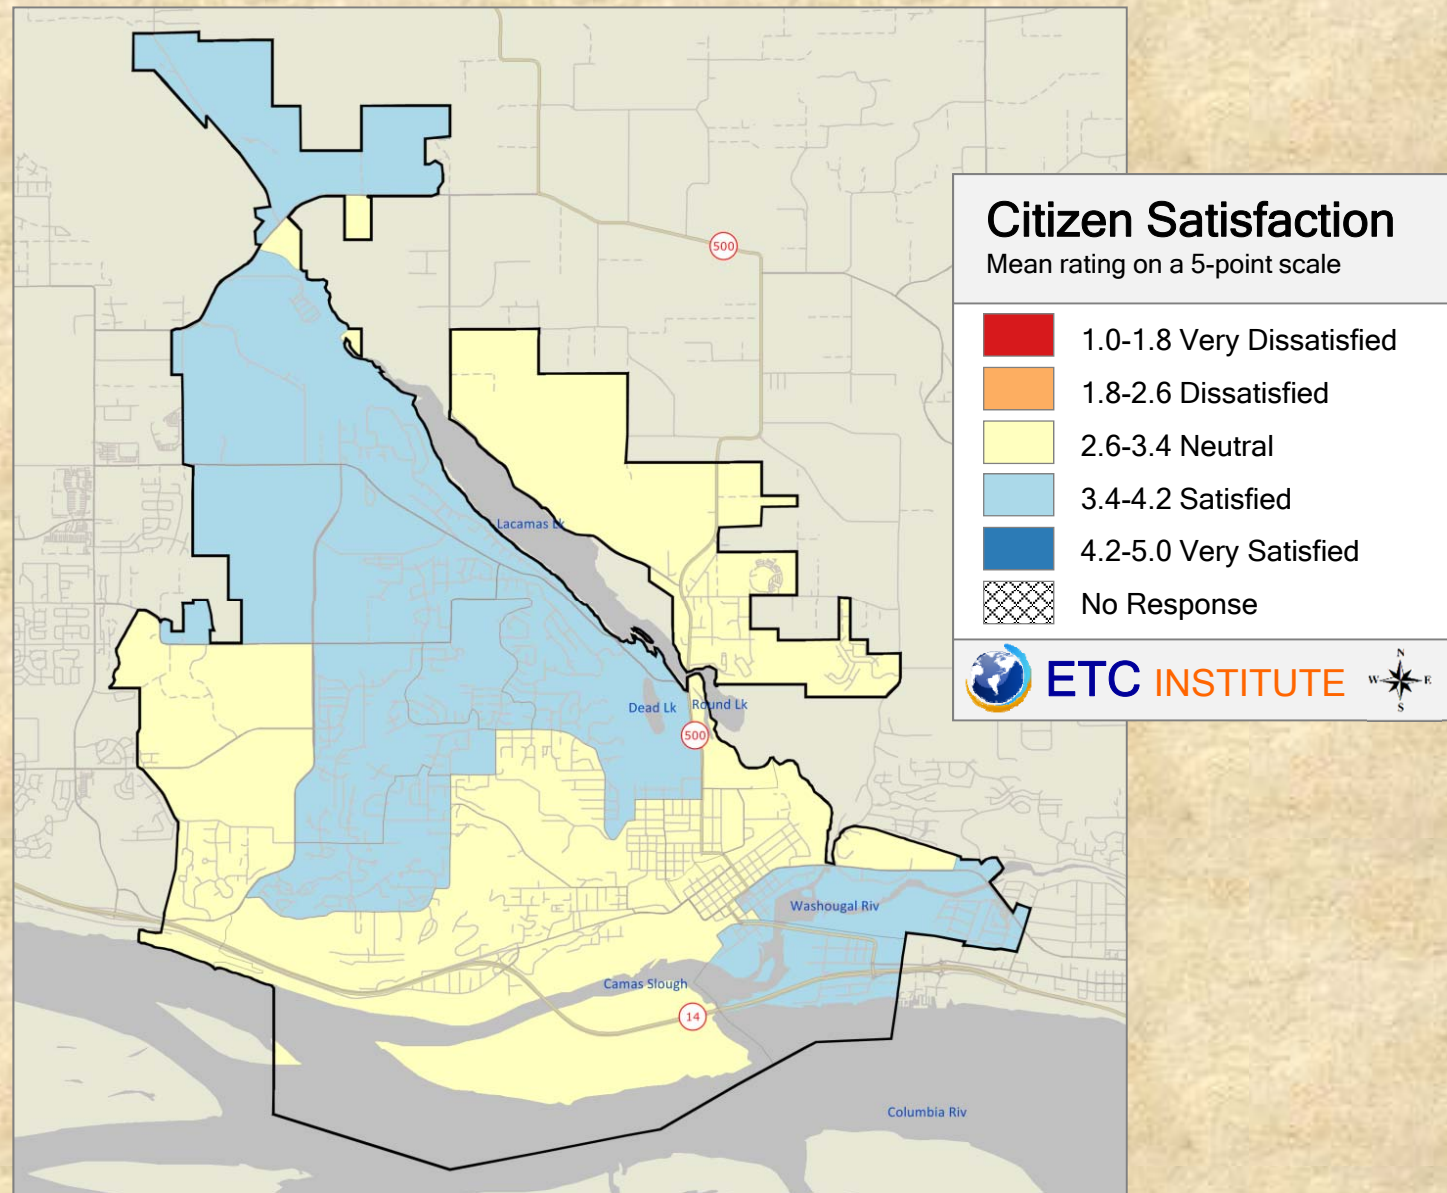 500
Citizen Satisfaction
Mean rating on a 5-point scale
1.0-1.8 Very Dissatisfied
1.8-2.6 Dissatisfied
2.6-3.4 Neutral
3.4-4.2 Satisfied
4.2-5.0 Very Satisfied
No Response
ETC INSTITUTE
N
W E
S
Lacamas Lk
Dead Lk
Round Lk
500
Washougal Riv
Camas Slough
14
Columbia Riv